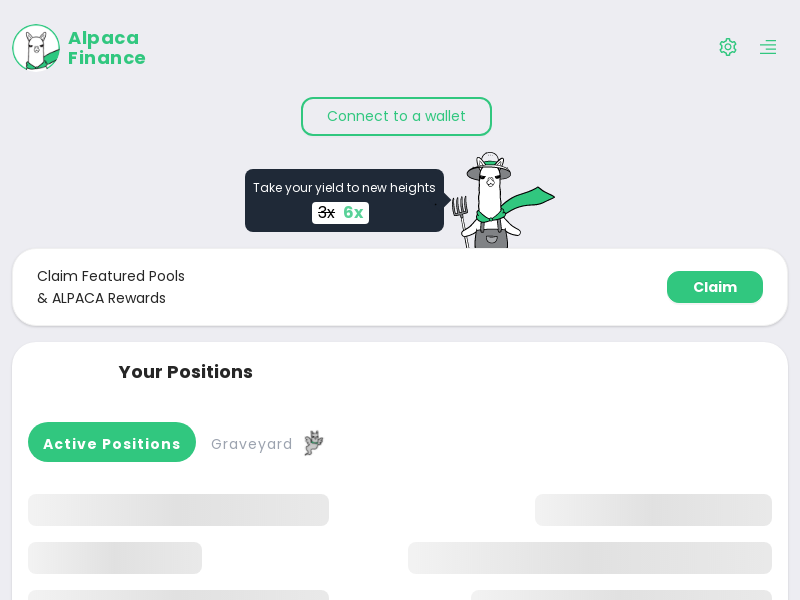 Alpaca
Finance
Connect to a wallet
Take your yield to new heights
3x 6x
Claim Featured Pools
& ALPACA Rewards
Claim
Your Positions
Active Positions
Graveyard